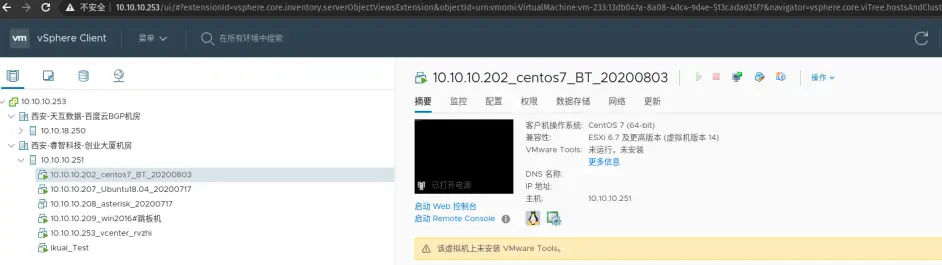 不安全 10.10.10.253/ui/#?extensionId=vsphere.core.inventory.serverObjectViewsExtension&objectId=urn:vmomi:VirtualMachine:vm-233:13db047a-8a08-4dc4-9d4e-5f3cada925f7&navigator=vsphere.core.viTree.hostsAndClust
vm vSphere Client 菜单 在所有环境中搜索
10.10.10.253
西安-天互数据-百度云BGP机房
10.10.18.250
西安-睿智科技-创业大厦机房
10.10.10.251
10.10.10.202_centos7_BT_20200803
10.10.10.207_Ubuntu18.04_20200717
10.10.10.208_asterisk_20200717
10.10.10.209_win2016#跳板机
10.10.10.253_vcenter_rvzhi
ikuai_Test
10.10.10.202_centos7_BT_20200803 操作
摘要 监控 配置 权限 数据存储 网络 更新
已打开电源
启动 Web 控制台
启动 Remote Console
客户机操作系统: CentOS 7 (64-bit)
兼容性: ESXi 6.7 及更高版本 (虚拟机版本 14)
VMware Tools: 未运行，未安装
更多信息
DNS 名称:
IP 地址:
主机: 10.10.10.251
该虚拟机上未安装 VMware Tools。